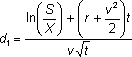 d₁ = (ln(S/X) + (r + v²/2)t) / (v√t)